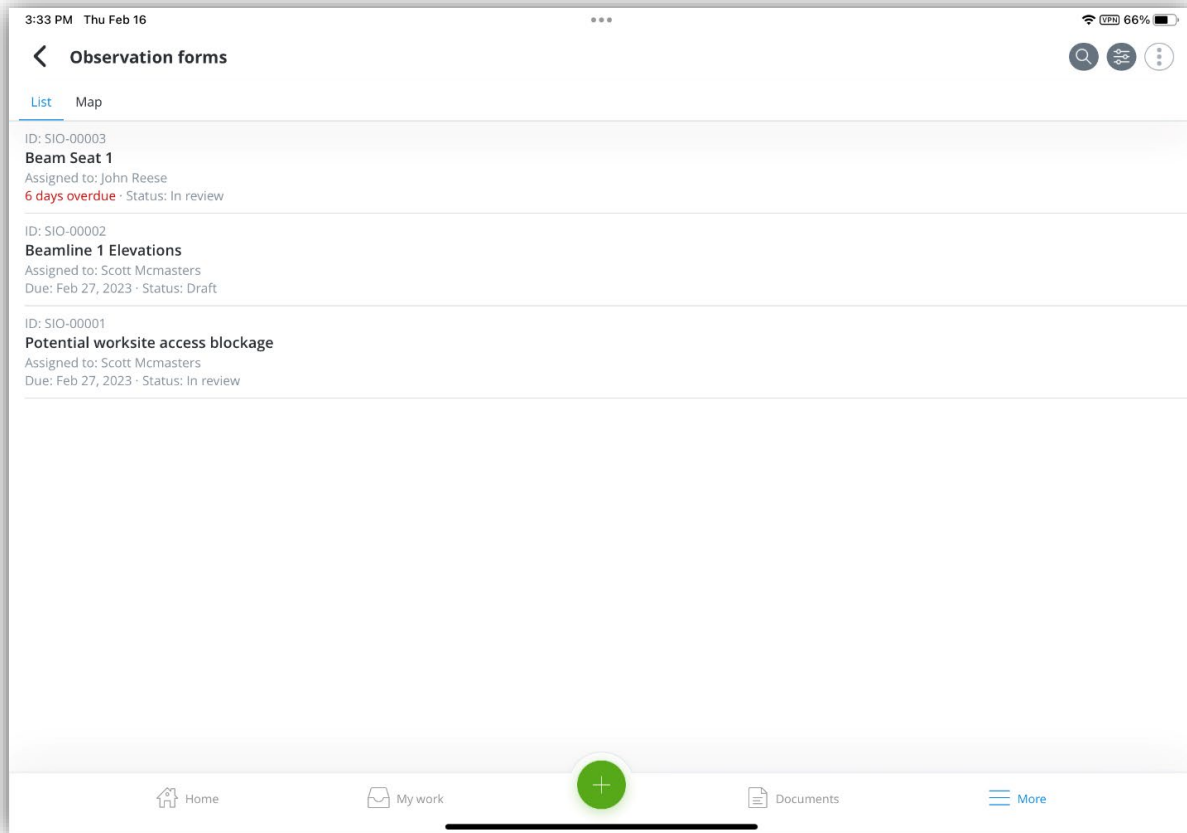 3:33 PM Thu Feb 16
VPN 66%
Observation forms
List Map
ID: SIO-00003
Beam Seat 1
Assigned to: John Reese
6 days overdue · Status: In review
ID: SIO-00002
Beamline 1 Elevations
Assigned to: Scott Mcmasters
Due: Feb 27, 2023 · Status: Draft
ID: SIO-00001
Potential worksite access blockage
Assigned to: Scott Mcmasters
Due: Feb 27, 2023 · Status: In review
Home My work Documents More